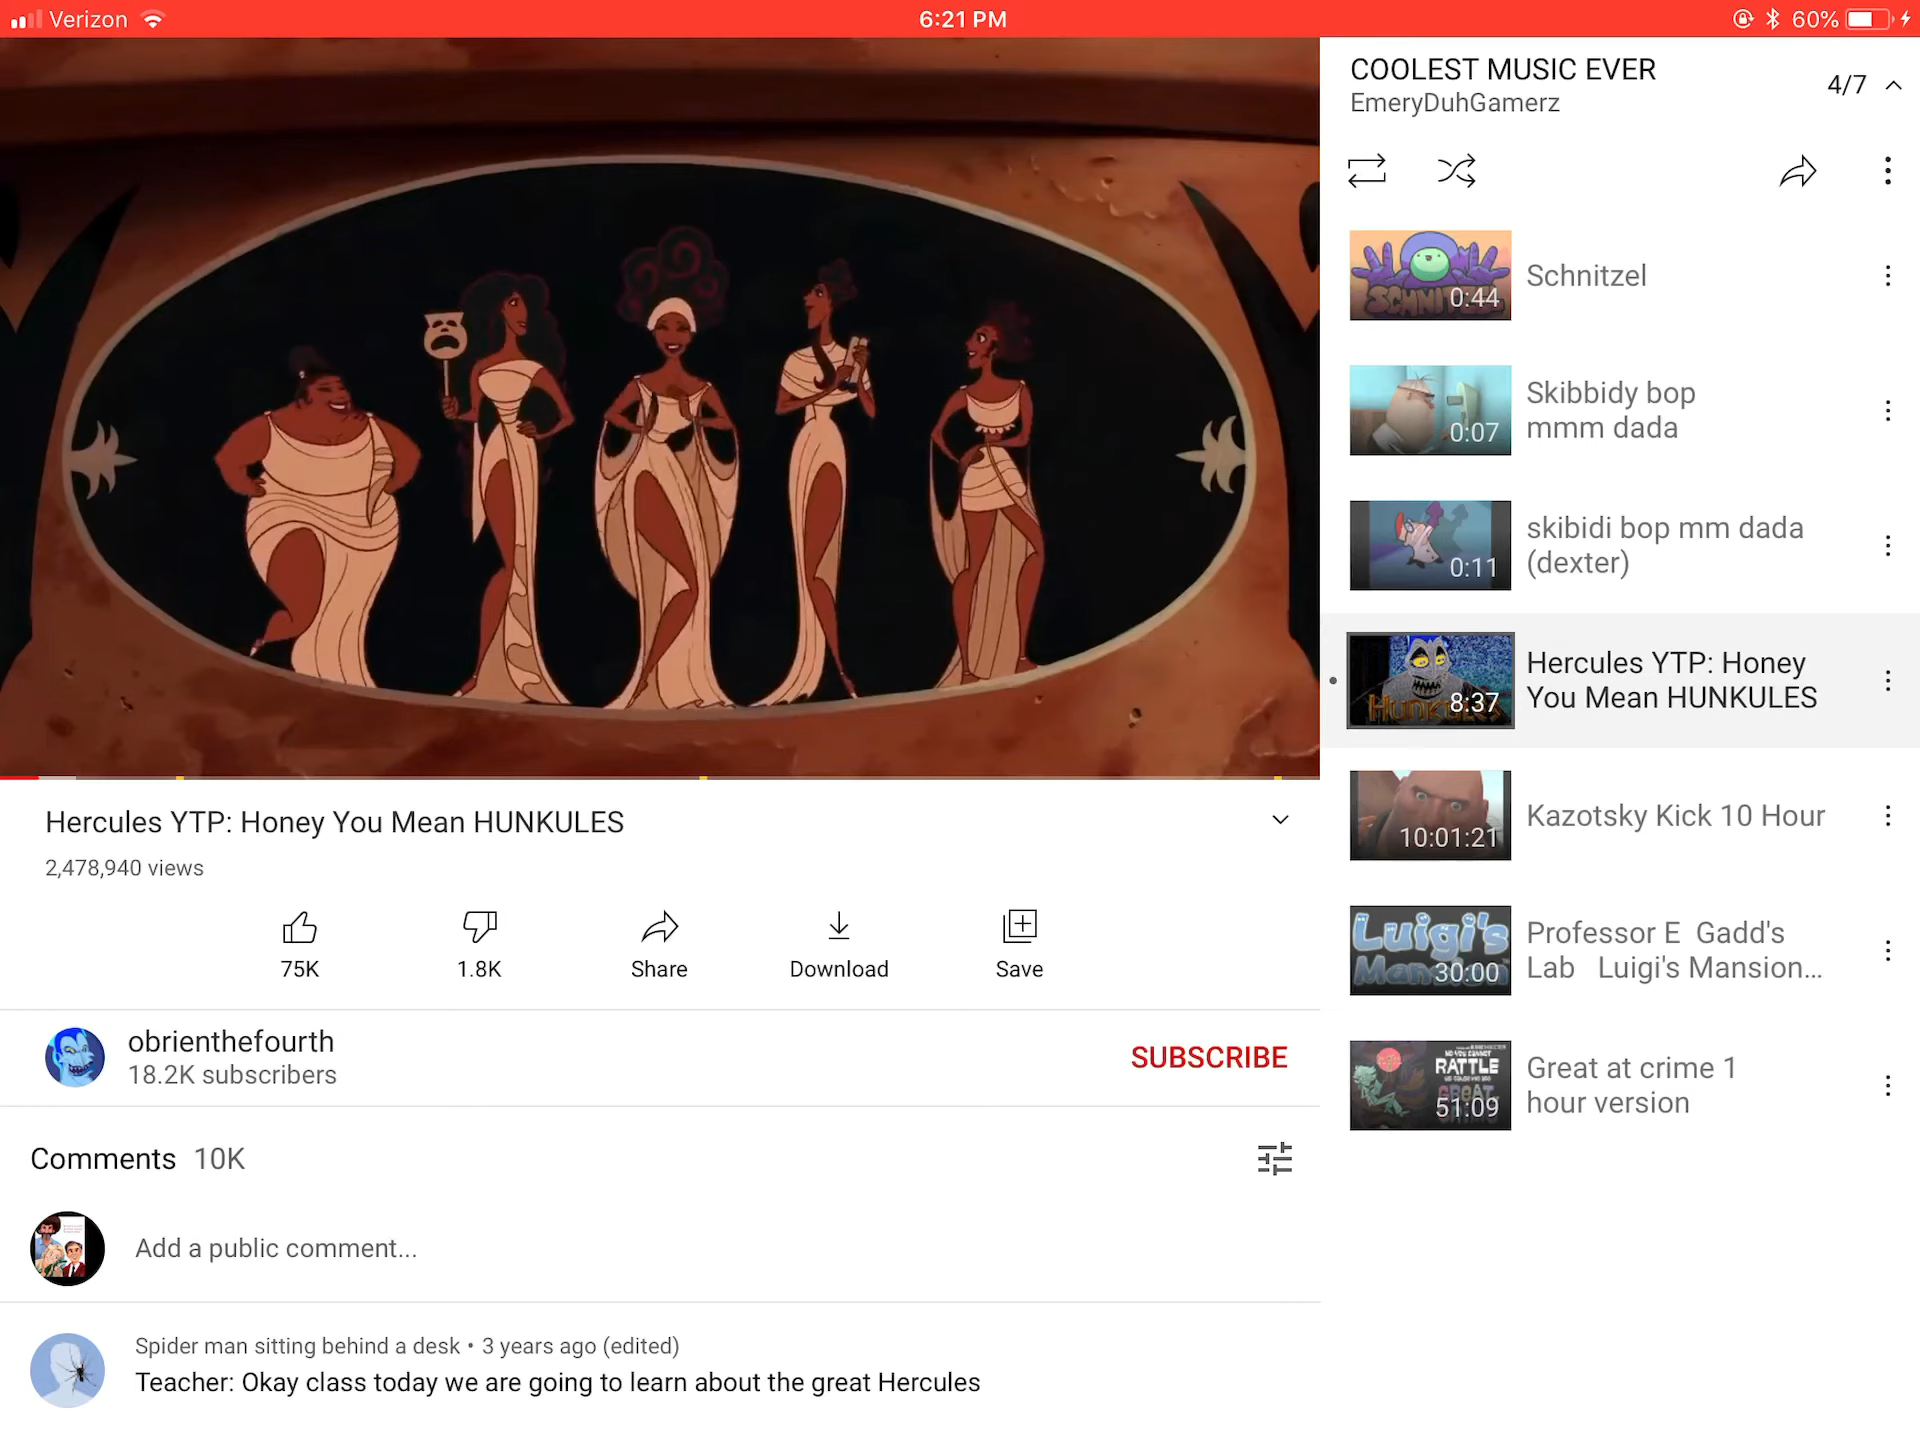 Verizon
6:21 PM
60%
COOLEST MUSIC EVER
EmeryDuhGamerz
4/7
SCHNITZEL
0:44
Schnitzel
0:07
Skibbidy bop
mmm dada
0:11
skibidi bop mm dada
(dexter)
HUNKULES
8:37
Hercules YTP: Honey
You Mean HUNKULES
10:01:21
Kazotsky Kick 10 Hour
Luigi's
Mansion
30:00
Professor E Gadd's
Lab Luigi's Mansion...
RATTLE
GREAT
51:09
Great at crime 1
hour version
Hercules YTP: Honey You Mean HUNKULES
2,478,940 views
75K
1.8K
Share
Download
Save
obrienthefourth
18.2K subscribers
SUBSCRIBE
Comments 10K
Add a public comment...
Spider man sitting behind a desk • 3 years ago (edited)
Teacher: Okay class today we are going to learn about the great Hercules